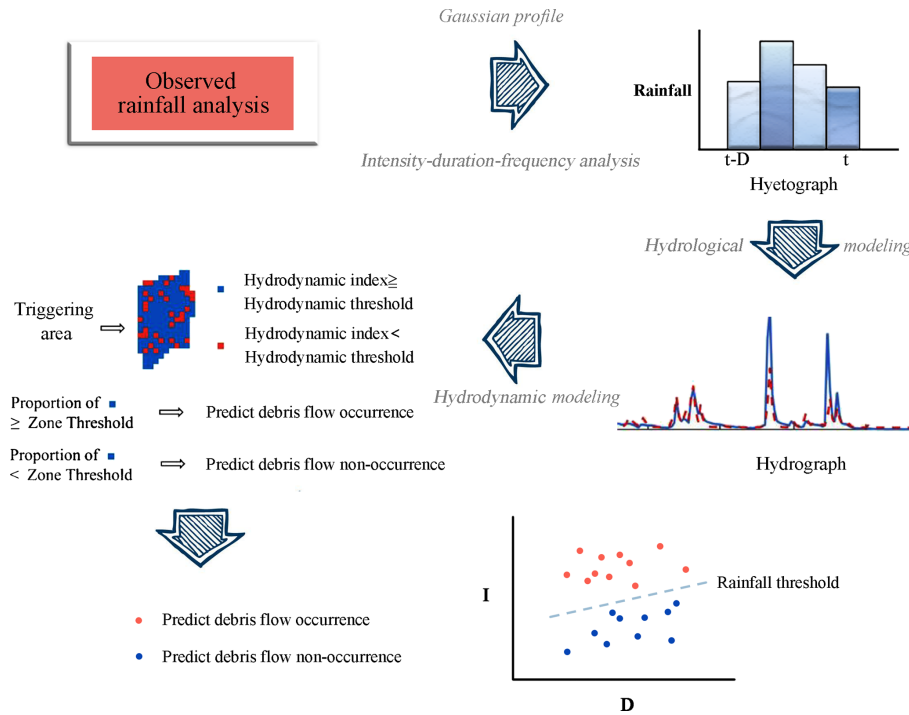 Observed
rainfall analysis
Gaussian profile
Intensity-duration-frequency analysis
Rainfall
t-D
t
Hyetograph
Hydrological
modeling
Hydrograph
Hydrodynamic modeling
Triggering
area
Hydrodynamic index≧
Hydrodynamic threshold
Hydrodynamic index<
Hydrodynamic threshold
Proportion of
≥ Zone Threshold
Predict debris flow occurrence
Proportion of
< Zone Threshold
Predict debris flow non-occurrence
Predict debris flow occurrence
Predict debris flow non-occurrence
I
Rainfall threshold
D